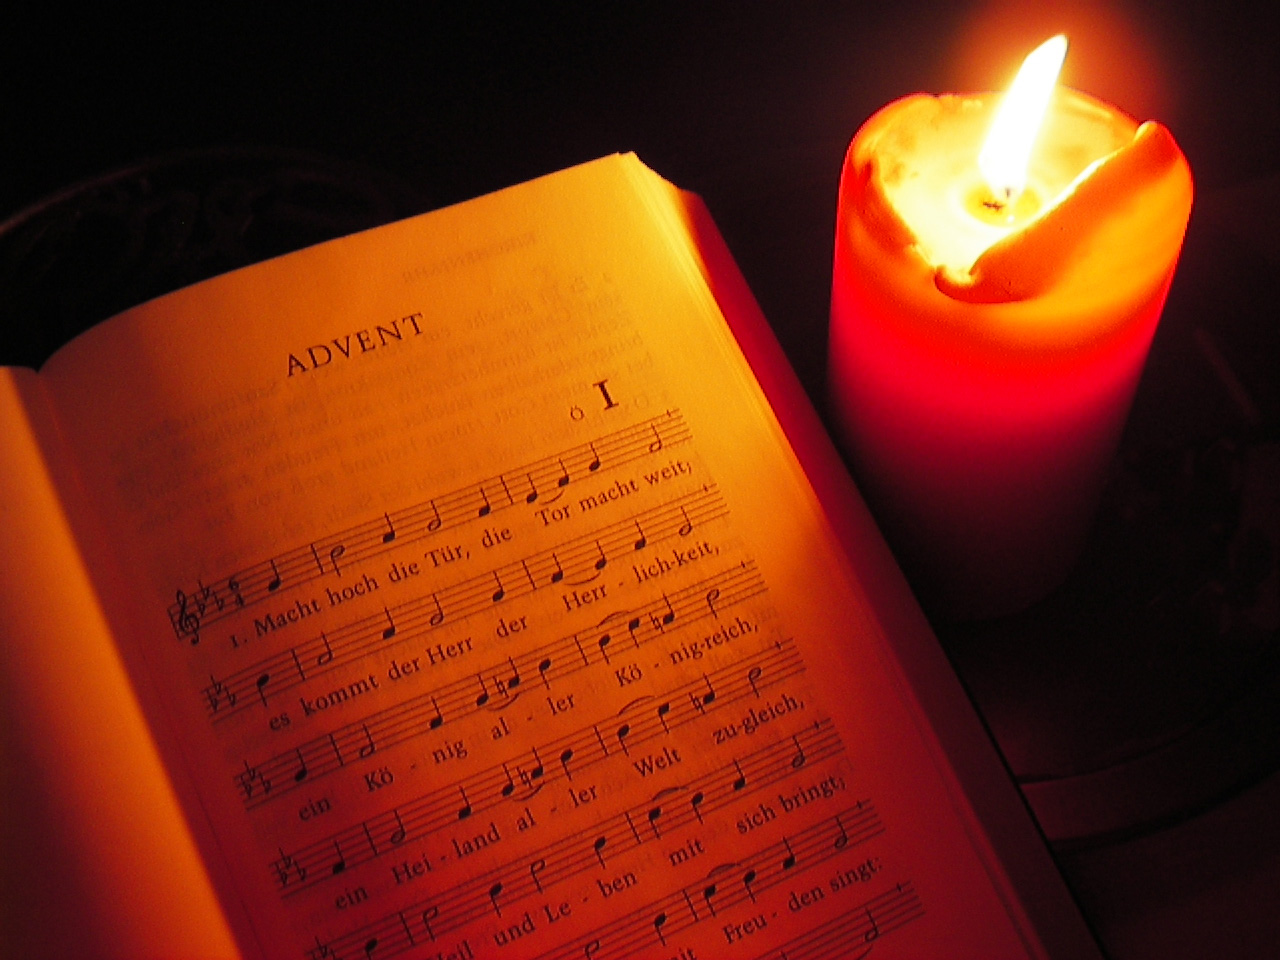 ADVENT
ö 1
1. Macht hoch die Tür, die Tor macht weit;
es kommt der Herr der Herr - lich-keit,
ein Kö - nig al - ler Kö - nig-reich,
ein Hei - land al - ler Welt zu-gleich,
Heil und Le - ben mit sich bringt;
mit Freu - den singt: